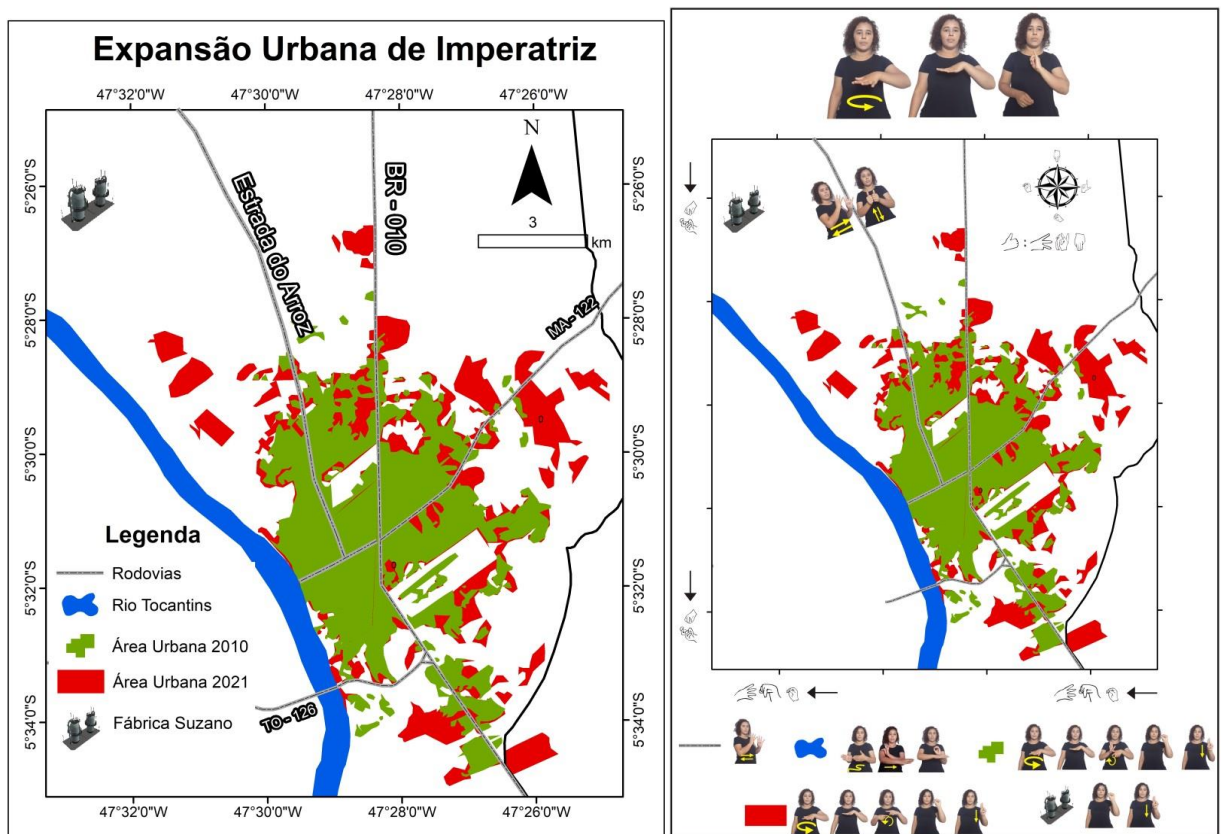 Expansão Urbana de Imperatriz
47°32'0"W 47°30'0"W 47°28'0"W 47°26'0"W
5°26'0"S
5°28'0"S
5°30'0"S
5°32'0"S
5°34'0"S
Estrada do Arroz
BR - 010
N
3
km
MA - 122
TO - 126
Legenda
Rodovias
Rio Tocantins
Área Urbana 2010
Área Urbana 2021
Fábrica Suzano
5°26'0"S
5°28'0"S
5°30'0"S
5°32'0"S
5°34'0"S
47°32'0"W 47°30'0"W 47°28'0"W 47°26'0"W